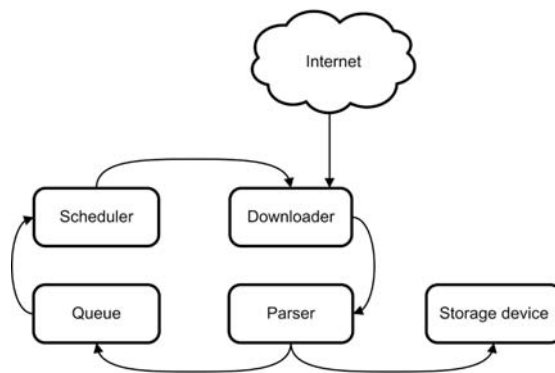 Internet
Scheduler
Downloader
Queue
Parser
Storage device